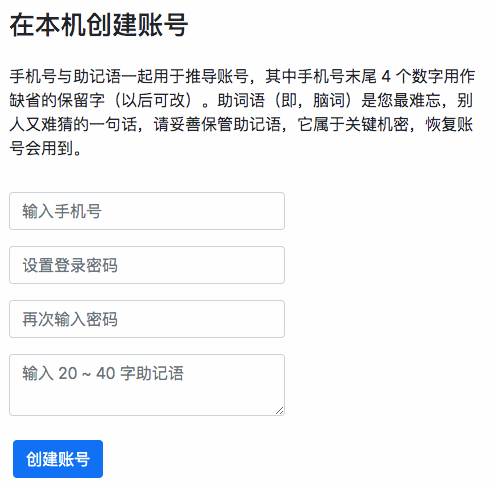 在本机创建账号
手机号与助记语一起用于推导账号，其中手机号末尾 4 个数字用作
缺省的保留字（以后可改）。助词语（即，脑词）是您最难忘，别
人又难猜的一句话，请妥善保管助记语，它属于关键机密，恢复账
号会用到。
输入手机号
设置登录密码
再次输入密码
输入 20 ~ 40 字助记语
创建账号